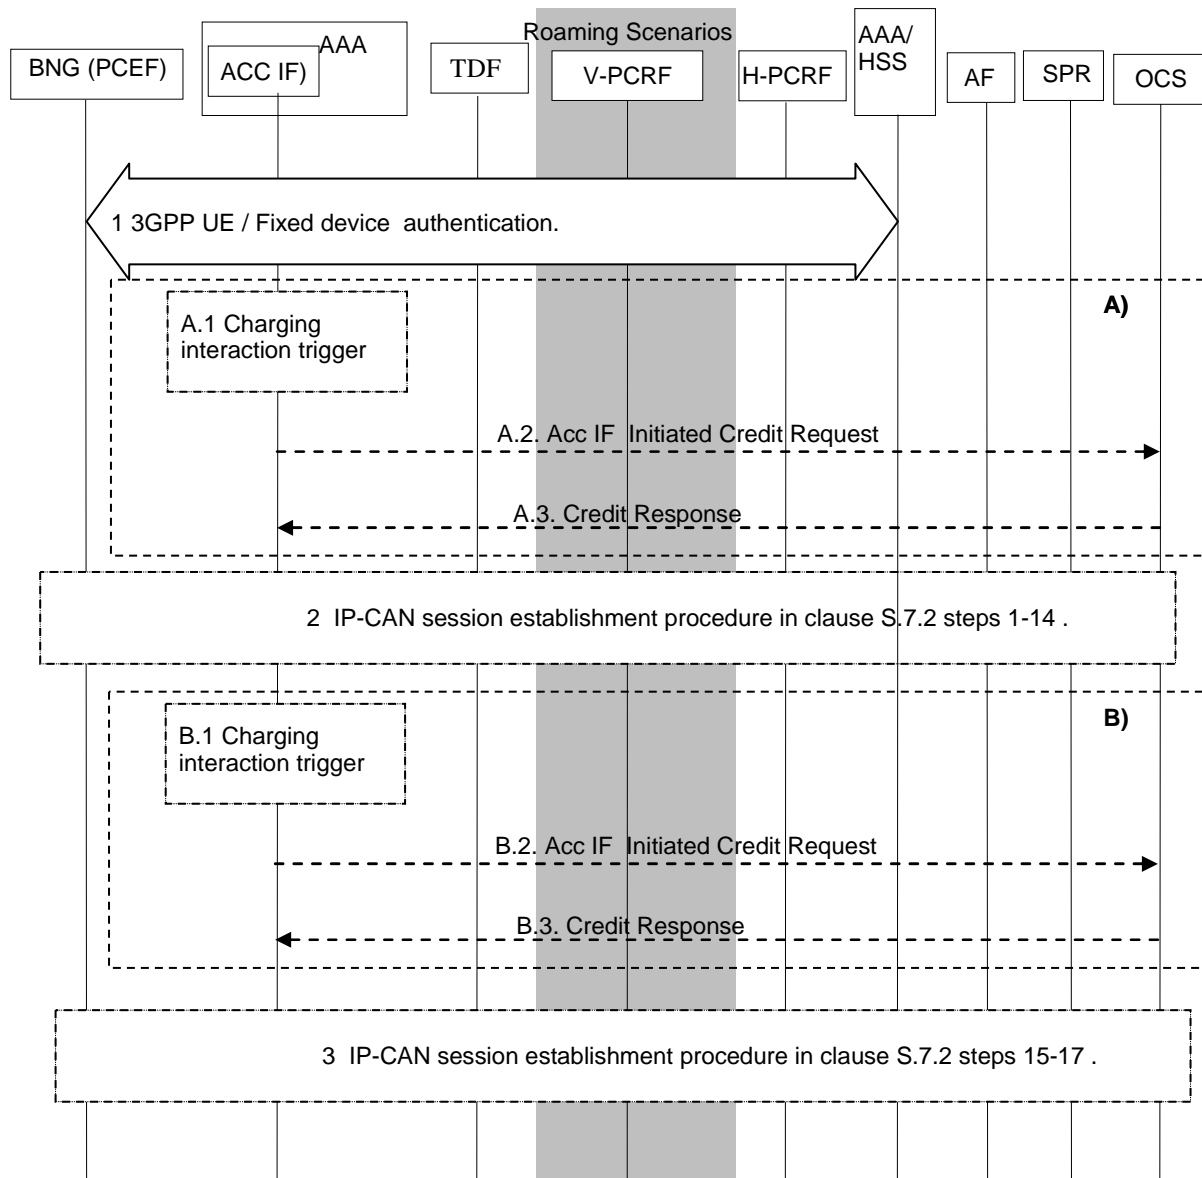 Roaming Scenarios
BNG (PCEF)
AAA
ACC IF)
TDF
V-PCRF
H-PCRF
AAA/
HSS
AF
SPR
OCS
1 3GPP UE / Fixed device authentication.
A)
A.1 Charging
interaction trigger
A.2. Acc IF Initiated Credit Request
A.3. Credit Response
2 IP-CAN session establishment procedure in clause S.7.2 steps 1-14 .
B)
B.1 Charging
interaction trigger
B.2. Acc IF Initiated Credit Request
B.3. Credit Response
3 IP-CAN session establishment procedure in clause S.7.2 steps 15-17 .